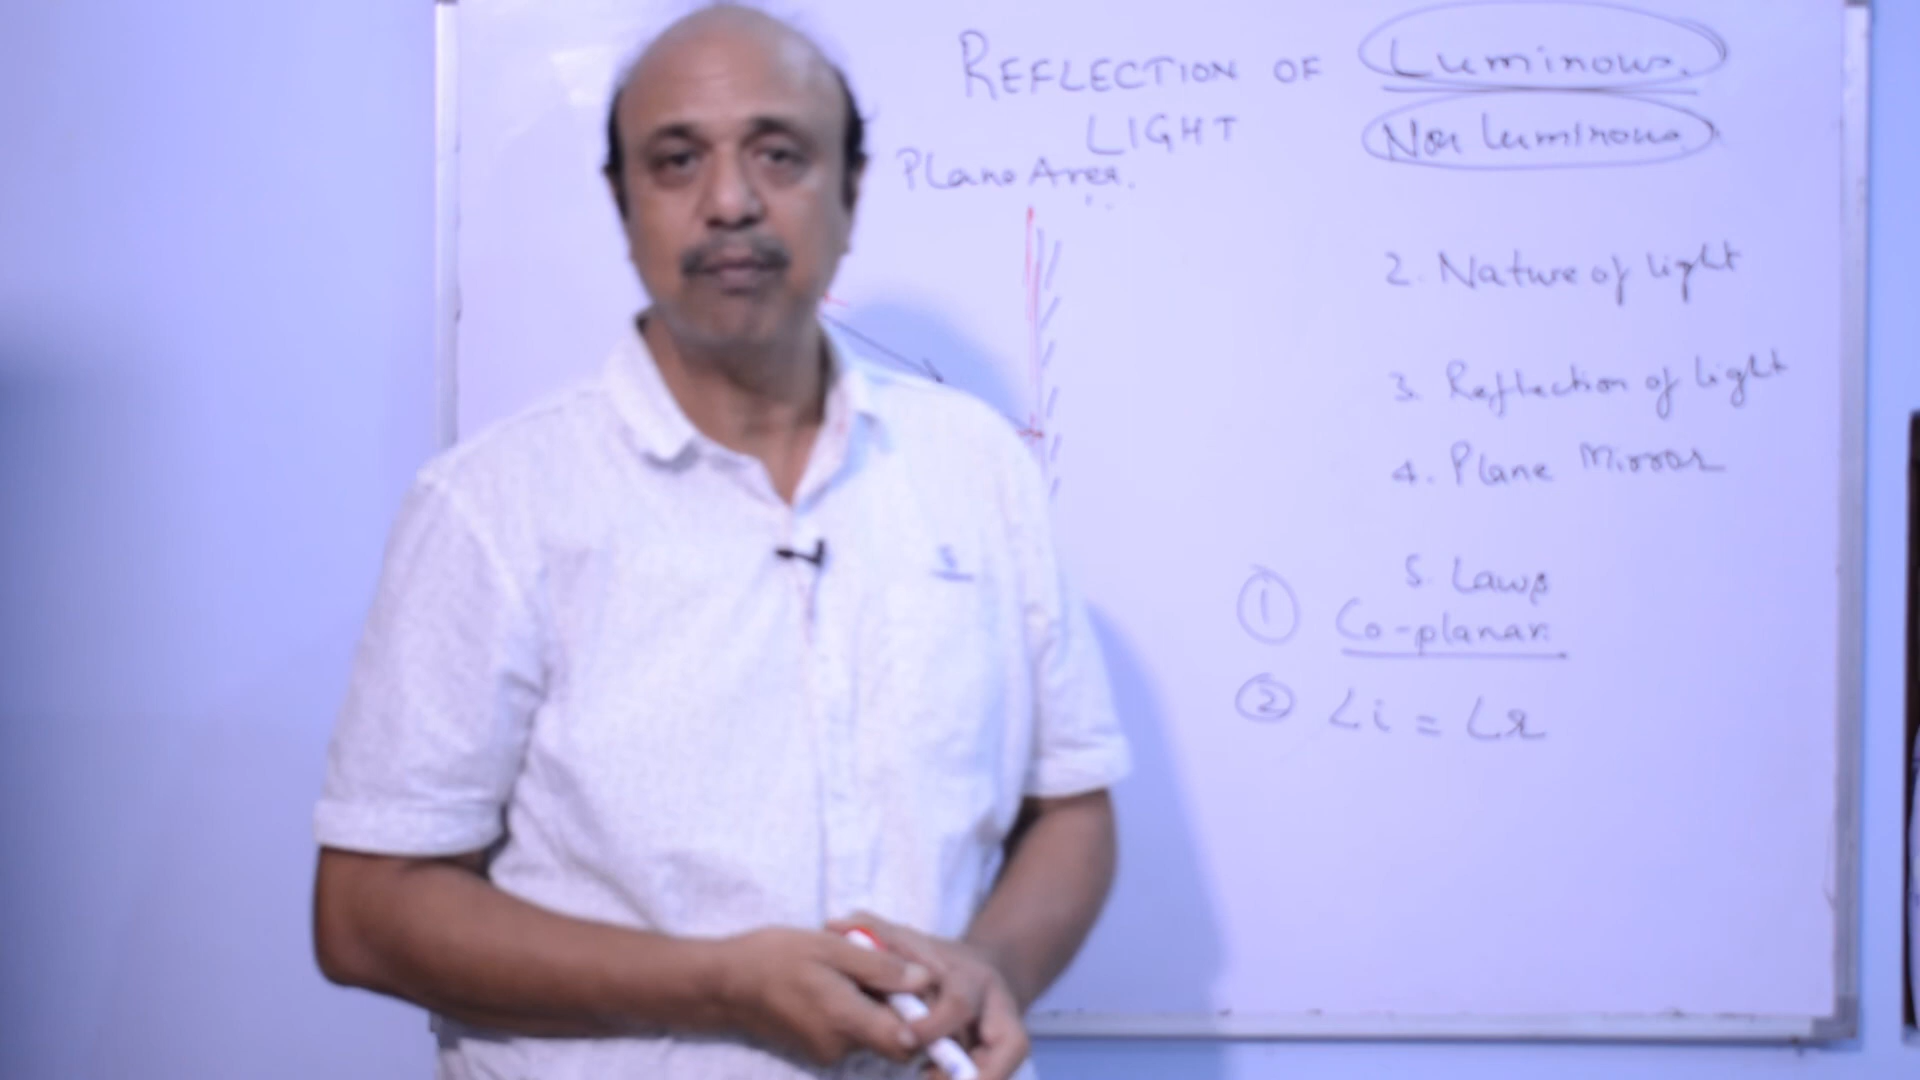 REFLECTION OF
LIGHT
Plane Area.
Luminous.
Non luminous
2. Nature of light
3. Reflection of light
4. Plane Mirror
5. Laws
① Co-planar.
② ∠i = ∠r